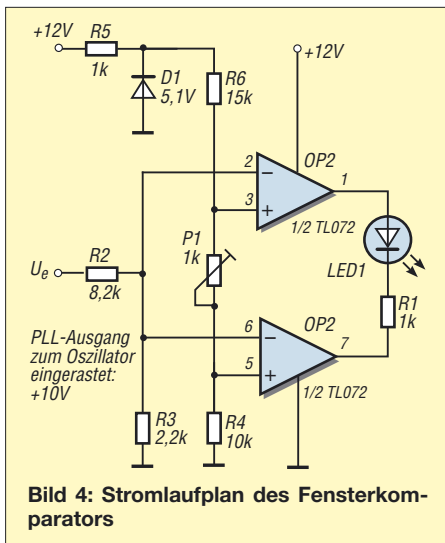 +12V
R5
1k
D1
5,1V
R6
15k
+12V
2
−
3
+
OP2
1
1/2 TL072
P1
1k
LED1
Ue
R2
8,2k
R1
1k
PLL-Ausgang
zum Oszillator
eingerastet:
+10V
6
−
5
+
OP2
7
1/2 TL072
R3
2,2k
R4
10k
Bild 4: Stromlaufplan des Fensterkom-
parators